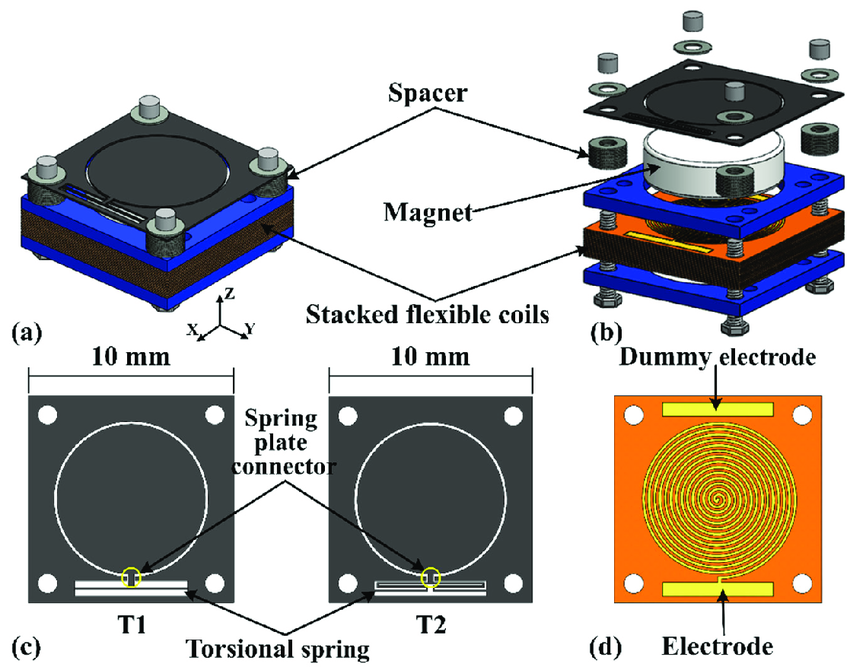 Spacer
Magnet
Z
X
Y
Stacked flexible coils
(a)
(b)
10 mm
10 mm
Dummy electrode
Spring
plate
connector
T1
Torsional spring
T2
Electrode
(c)
(d)